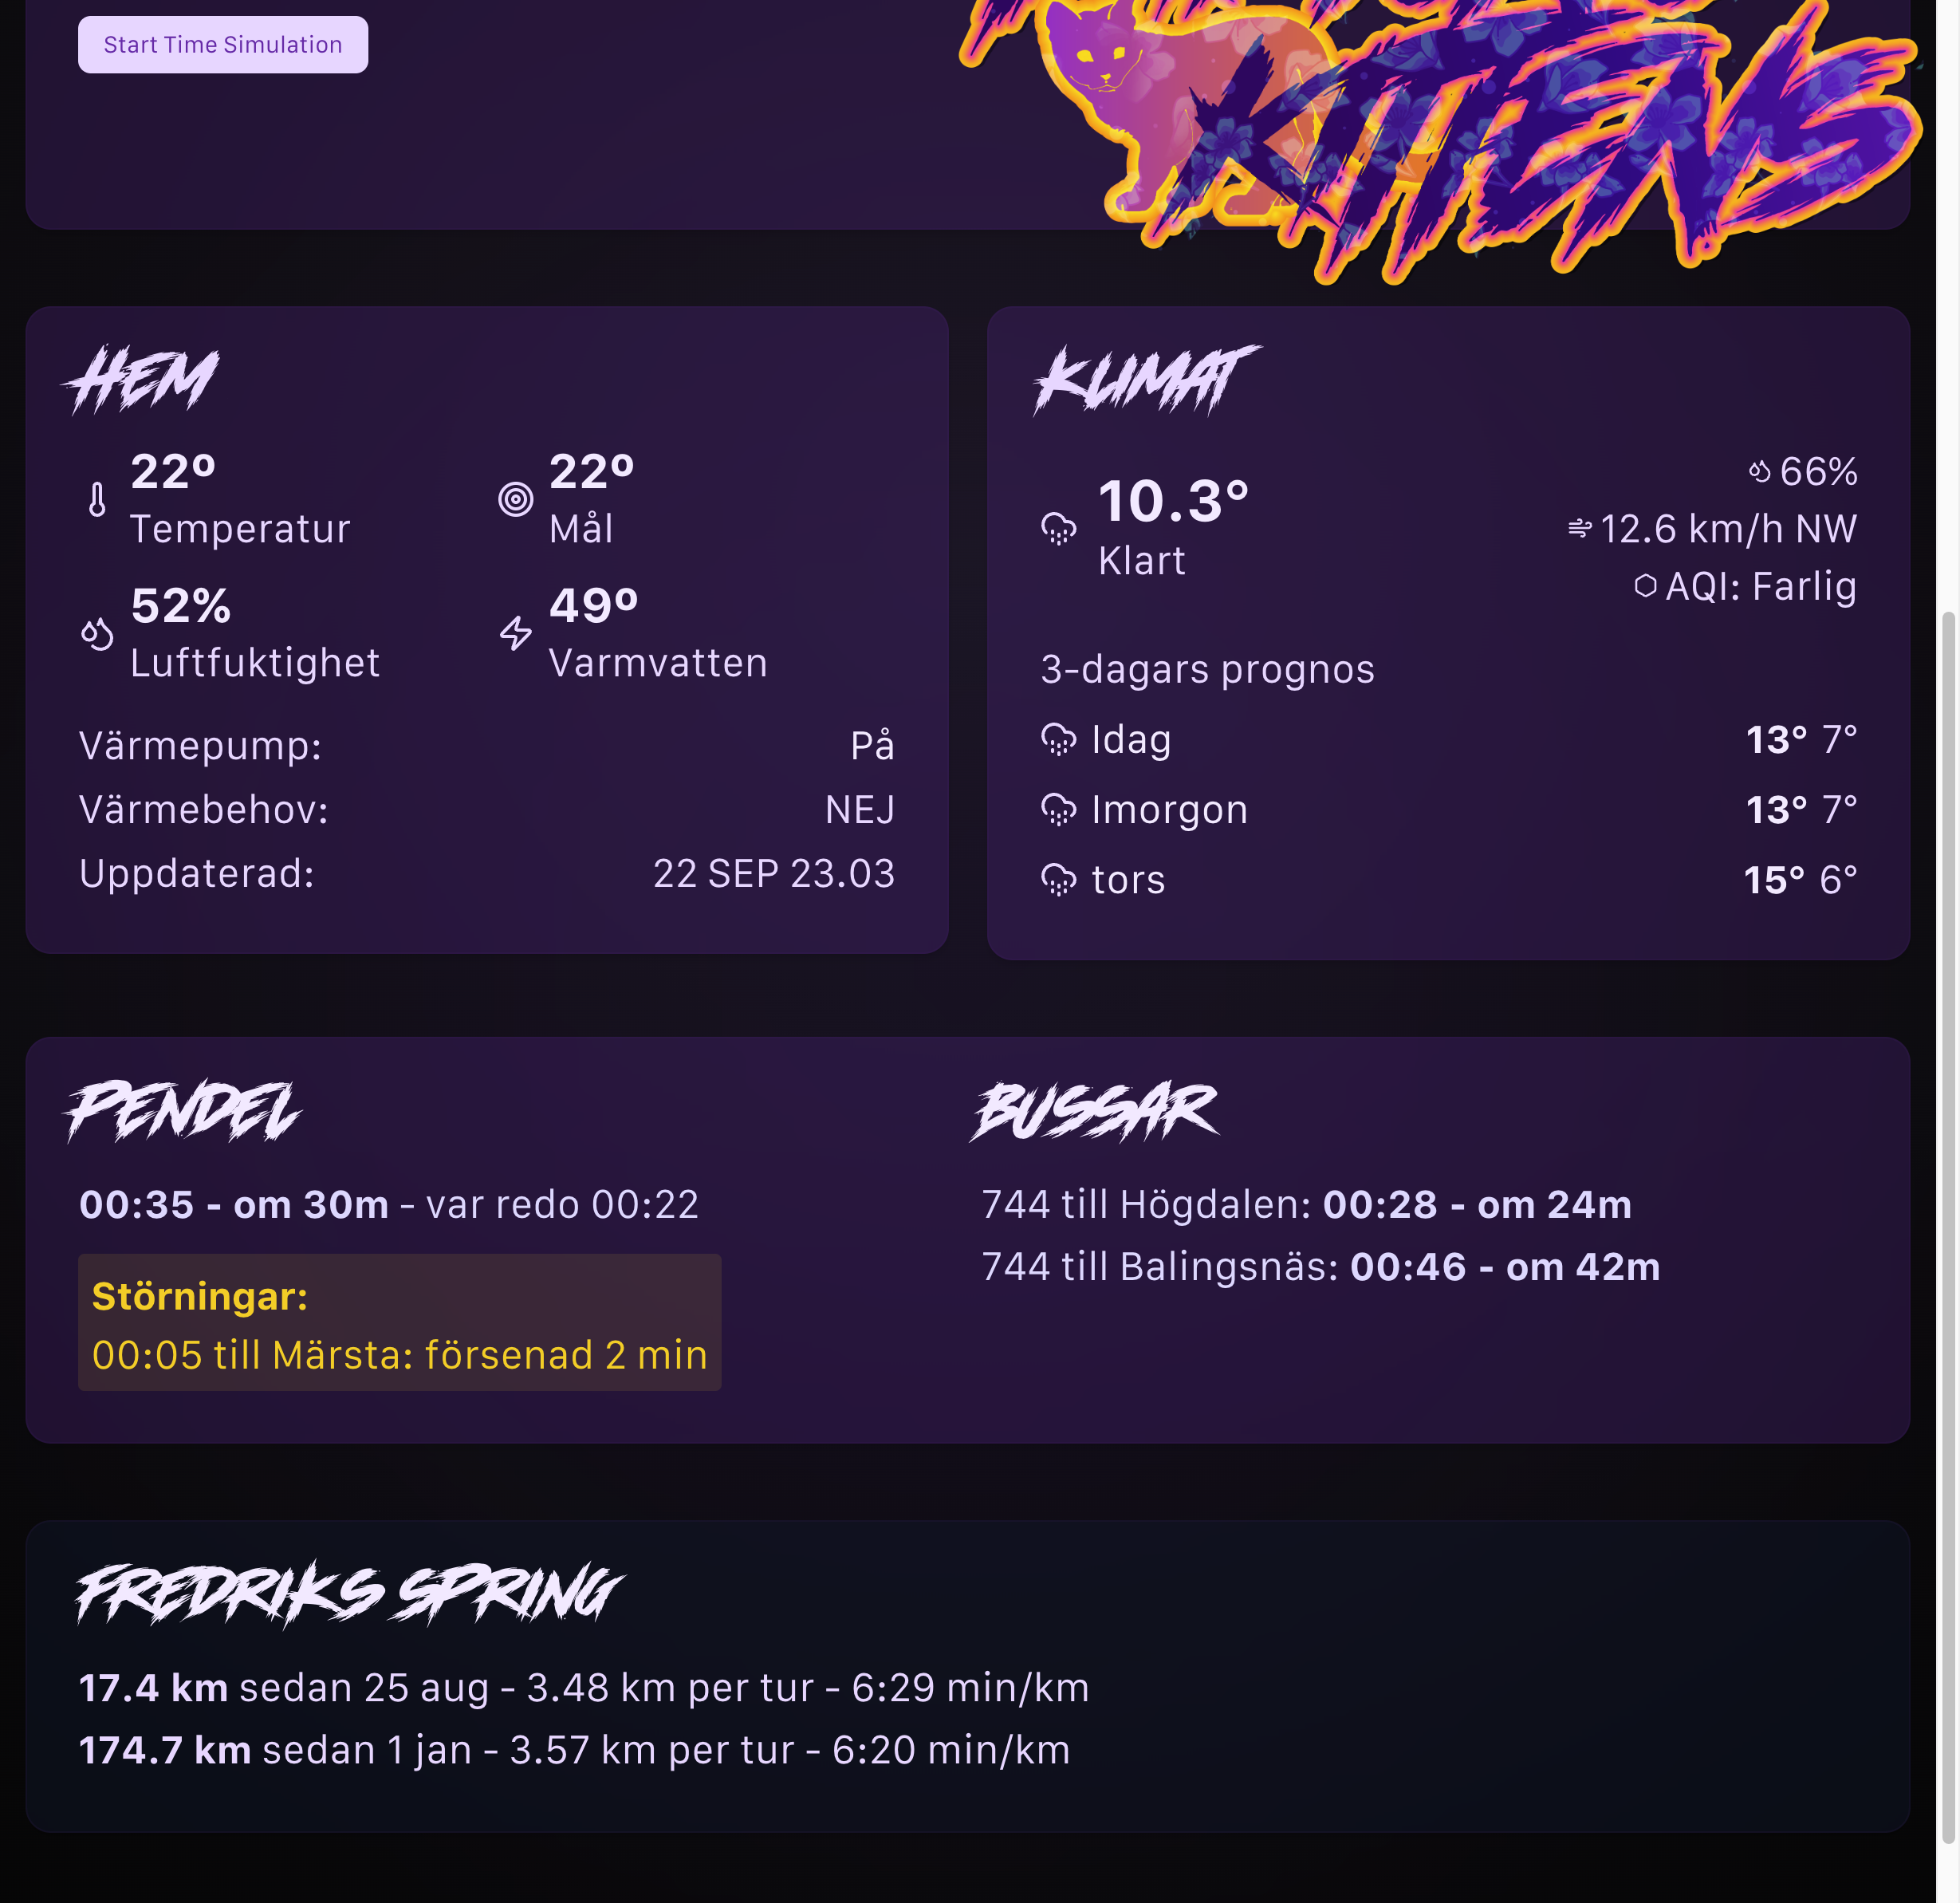 Start Time Simulation
KITTENS
HEM
22º
Temperatur
22º
Mål
52%
Luftfuktighet
49º
Varmvatten
Värmepump: På
Värmebehov: NEJ
Uppdaterad: 22 SEP 23.03
KLIMAT
10.3°
Klart
66%
12.6 km/h NW
AQI: Farlig
3-dagars prognos
Idag 13° 7°
Imorgon 13° 7°
tors 15° 6°
PENDEL
00:35 - om 30m - var redo 00:22
Störningar:
00:05 till Märsta: försenad 2 min
BUSSAR
744 till Högdalen: 00:28 - om 24m
744 till Balingsnäs: 00:46 - om 42m
FREDRIKS SPRING
17.4 km sedan 25 aug - 3.48 km per tur - 6:29 min/km
174.7 km sedan 1 jan - 3.57 km per tur - 6:20 min/km